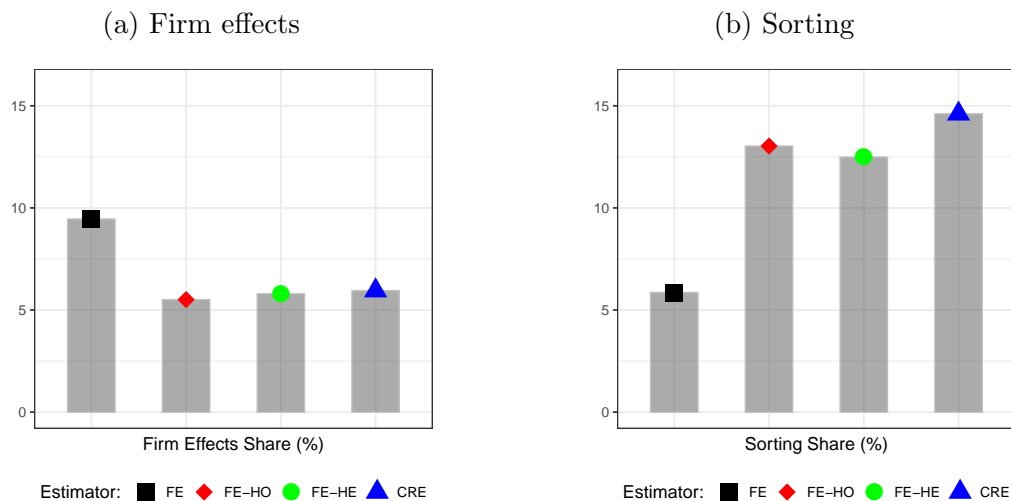 (a) Firm effects
15
10
5
0
Firm Effects Share (%)
Estimator: FE FE−HO FE−HE CRE
(b) Sorting
15
10
5
0
Sorting Share (%)
Estimator: FE FE−HO FE−HE CRE